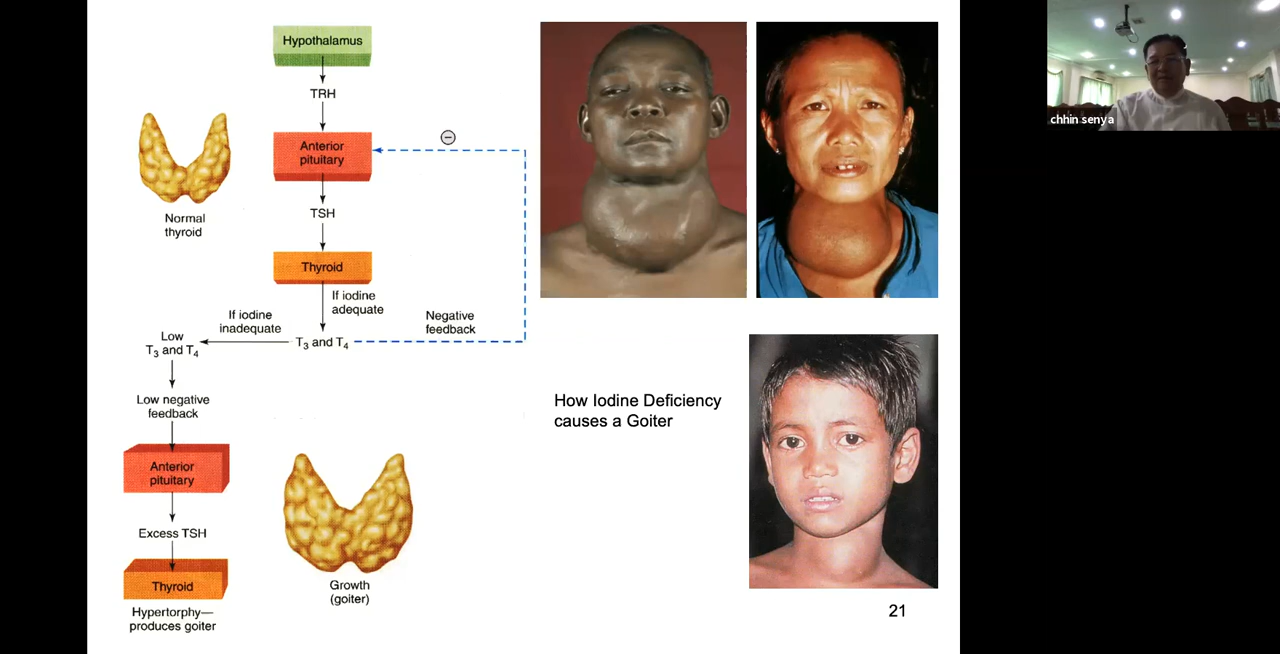 Hypothalamus
TRH
Anterior
pituitary
−
Normal
thyroid
TSH
Thyroid
If iodine
adequate
If iodine
inadequate
Negative
feedback
Low
T3 and T4
T3 and T4
Low negative
feedback
Anterior
pituitary
Excess TSH
Thyroid
Hypertorphy—
produces goiter
Growth
(goiter)
How Iodine Deficiency
causes a Goiter
21
chhin senya